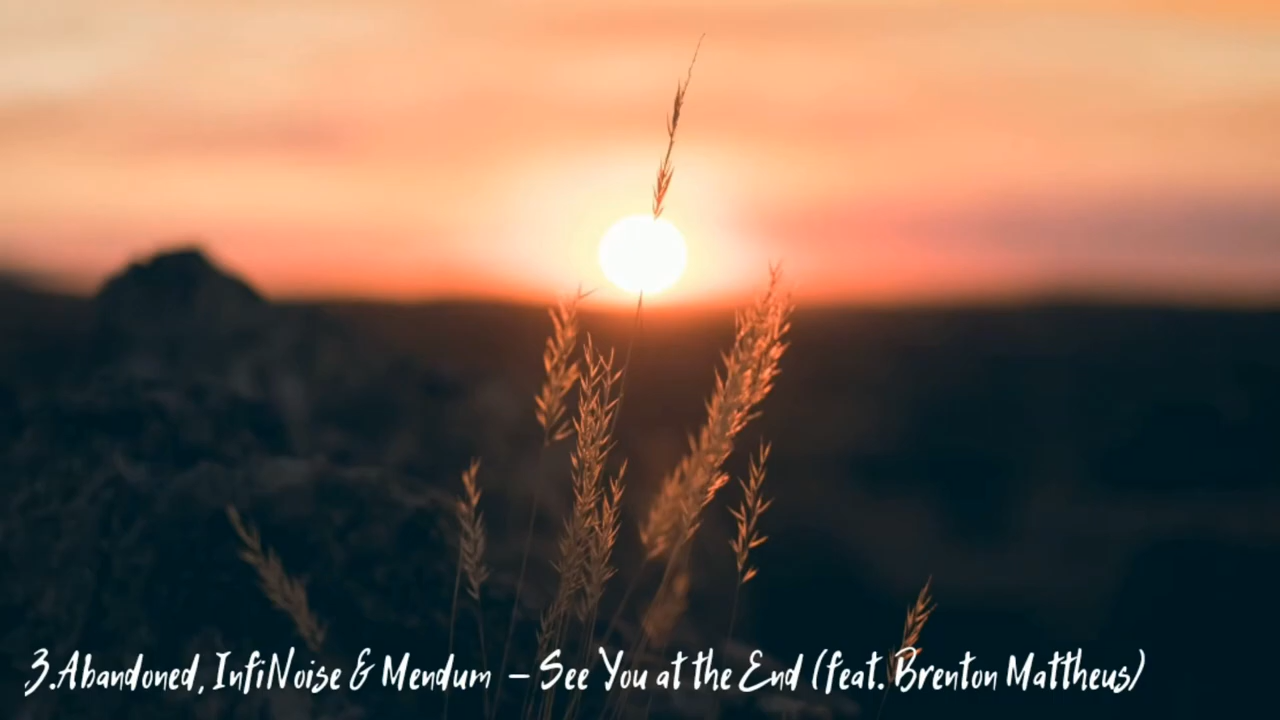 3.Abandoned, InfiNoise & Mendum - See You at the End (feat. Brenton Mattheus)